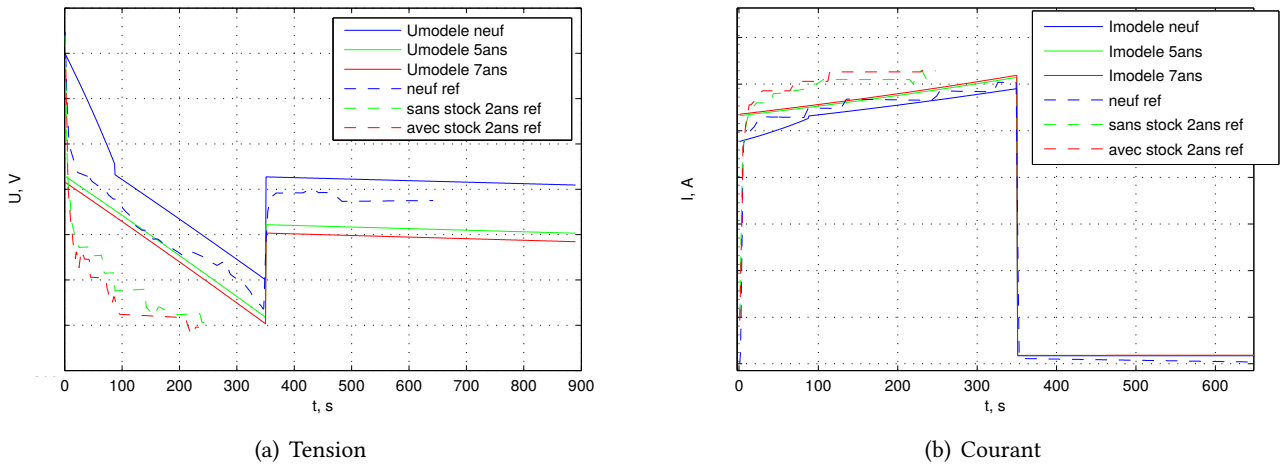 U, V
Umodele neuf
Umodele 5ans
Umodele 7ans
neuf ref
sans stock 2ans ref
avec stock 2ans ref
0 100 200 300 400 500 600 700 800 900
t, s
(a) Tension
I, A
Imodele neuf
Imodele 5ans
Imodele 7ans
neuf ref
sans stock 2ans ref
avec stock 2ans ref
0 100 200 300 400 500 600
t, s
(b) Courant